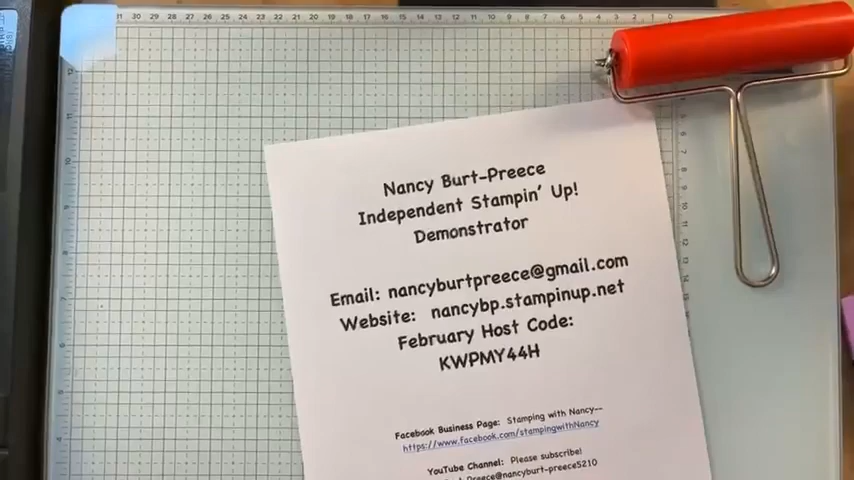 Nancy Burt-Preece
Independent Stampin' Up!
Demonstrator
Email: nancyburtpreece@gmail.com
Website: nancybp.stampinup.net
February Host Code:
KWPMY44H
Facebook Business Page: Stamping with Nancy--
https://www.facebook.com/stampingwithNancy
YouTube Channel: Please subscribe!